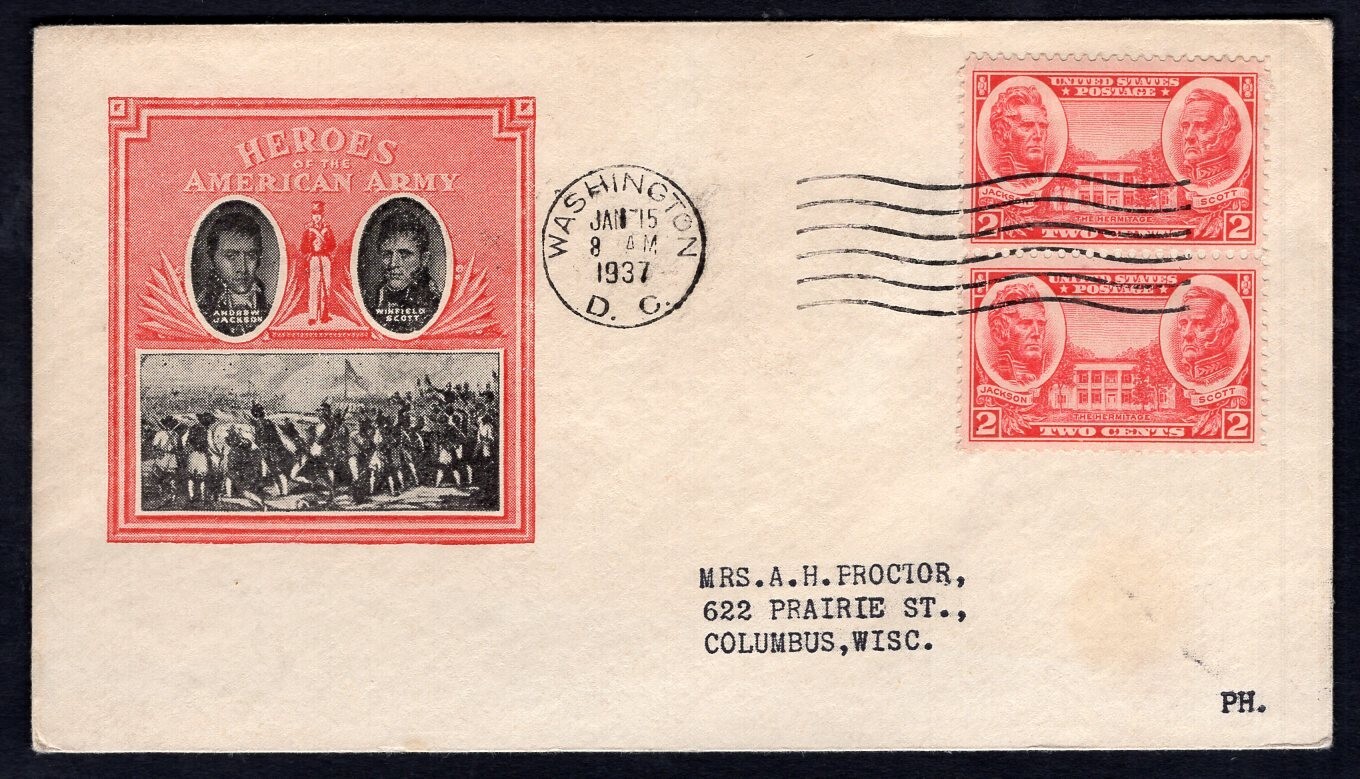 HEROES
OF THE
AMERICAN ARMY
ANDREW
JACKSON
WINFIELD
SCOTT
WASHINGTON
JAN 15
8 AM
1937
D. C.
UNITED STATES
★ POSTAGE ★
JACKSON
SCOTT
THE HERMITAGE
2 TWO CENTS 2
UNITED STATES
★ POSTAGE ★
JACKSON
SCOTT
THE HERMITAGE
2 TWO CENTS 2
MRS.A.H.PROCTOR,
622 PRAIRIE ST.,
COLUMBUS,WISC.
PH.